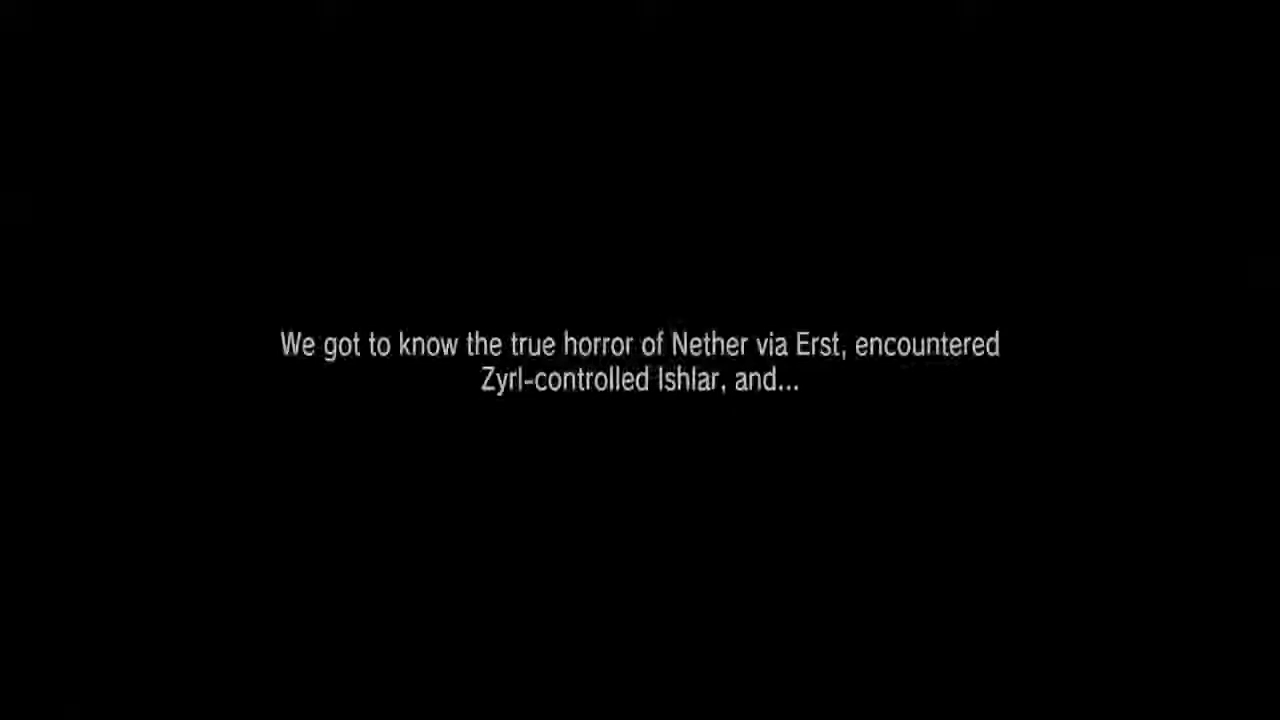 We got to know the true horror of Nether via Erst, encountered
Zyrl-controlled Ishlar, and...